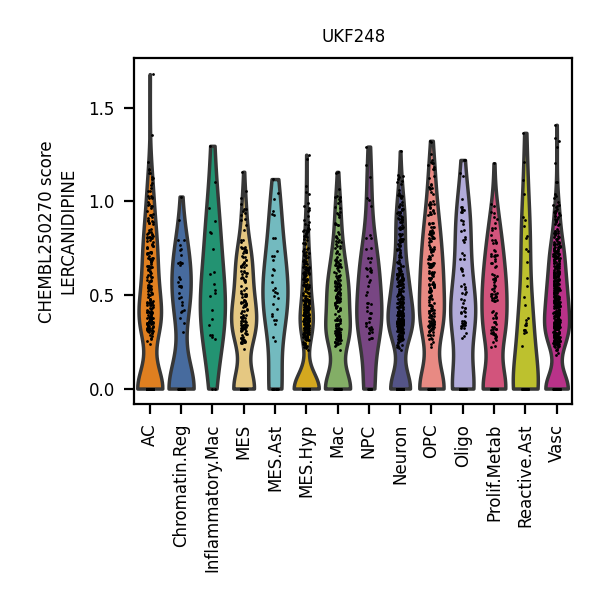 UKF248
CHEMBL250270 score
LERCANIDIPINE
1.5
1.0
0.5
0.0
AC
Chromatin.Reg
Inflammatory.Mac
MES
MES.Ast
MES.Hyp
Mac
NPC
Neuron
OPC
Oligo
Prolif.Metab
Reactive.Ast
Vasc